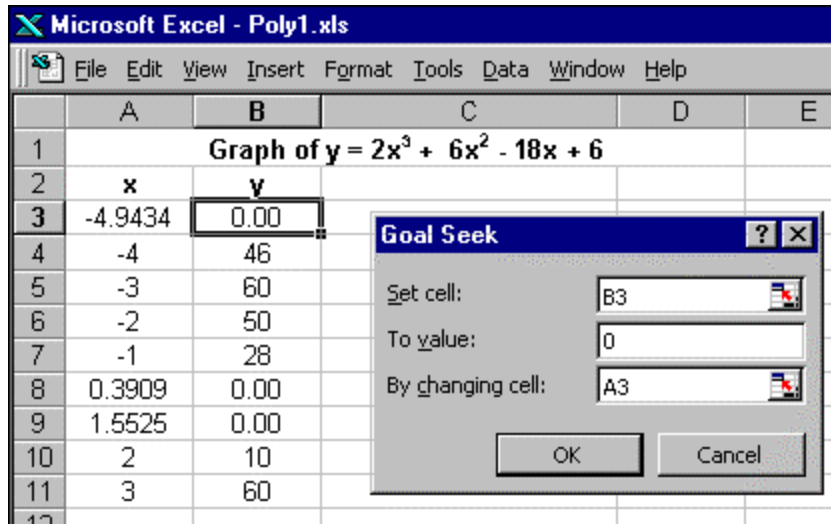 Microsoft Excel - Poly1.xls
File Edit View Insert Format Tools Data Window Help
A B C D E
1 Graph of y = 2x³ + 6x² - 18x + 6
2 x y
3 -4.9434 0.00
4 -4 46
5 -3 60
6 -2 50
7 -1 28
8 0.3909 0.00
9 1.5525 0.00
10 2 10
11 3 60
12
Goal Seek ?
Set cell: B3
To value: 0
By changing cell: A3
OK Cancel